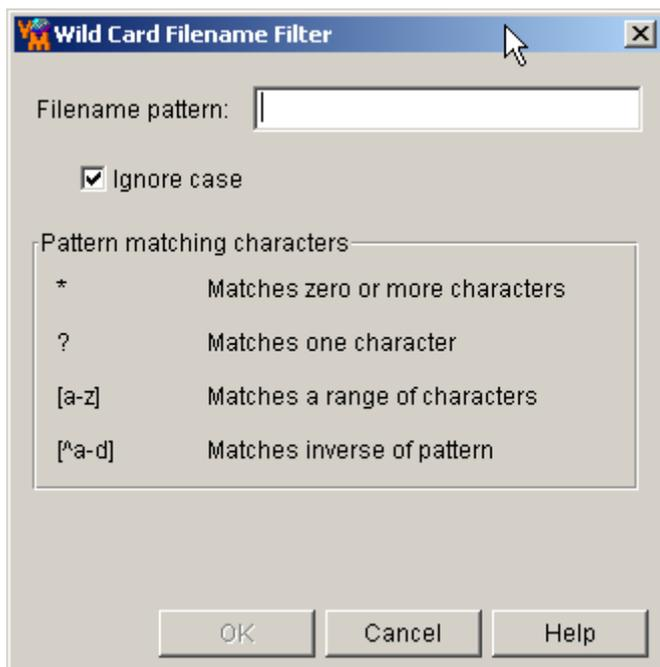 Wild Card Filename Filter
Filename pattern:
Ignore case
Pattern matching characters
* Matches zero or more characters
? Matches one character
[a-z] Matches a range of characters
[^a-d] Matches inverse of pattern
OK Cancel Help